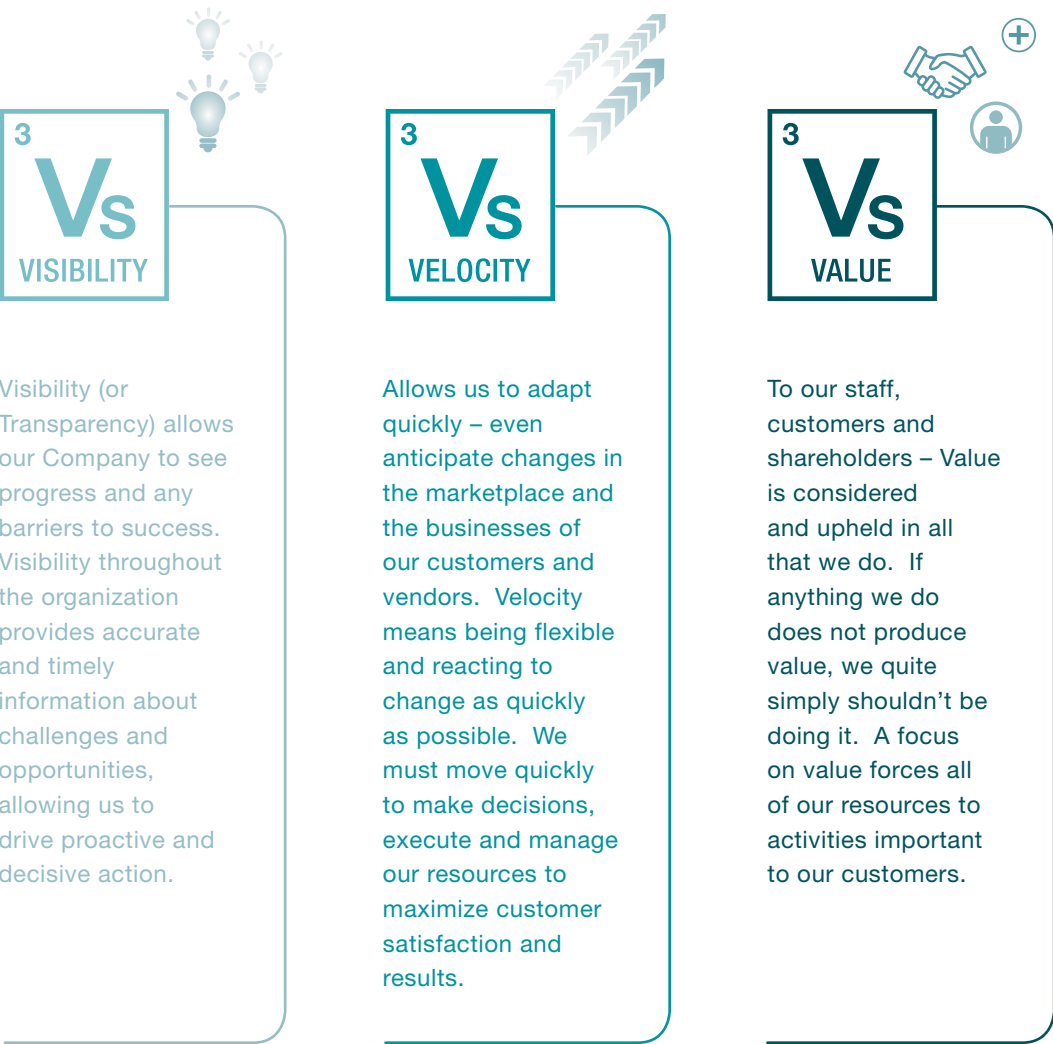 3
Vs
VISIBILITY
Visibility (or
Transparency) allows
our Company to see
progress and any
barriers to success.
Visibility throughout
the organization
provides accurate
and timely
information about
challenges and
opportunities,
allowing us to
drive proactive and
decisive action.
3
Vs
VELOCITY
Allows us to adapt
quickly – even
anticipate changes in
the marketplace and
the businesses of
our customers and
vendors.  Velocity
means being flexible
and reacting to
change as quickly
as possible.  We
must move quickly
to make decisions,
execute and manage
our resources to
maximize customer
satisfaction and
results.
3
Vs
VALUE
To our staff,
customers and
shareholders – Value
is considered
and upheld in all
that we do.  If
anything we do
does not produce
value, we quite
simply shouldn’t be
doing it.  A focus
on value forces all
of our resources to
activities important
to our customers.